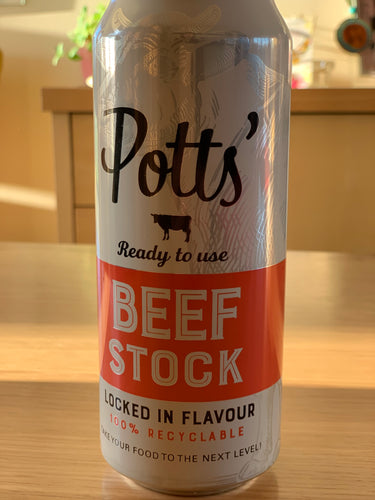 Potts'
Ready to use
BEEF
STOCK
LOCKED IN FLAVOUR
100% RECYCLABLE
YOUR FOOD TO THE NEXT LEVEL!